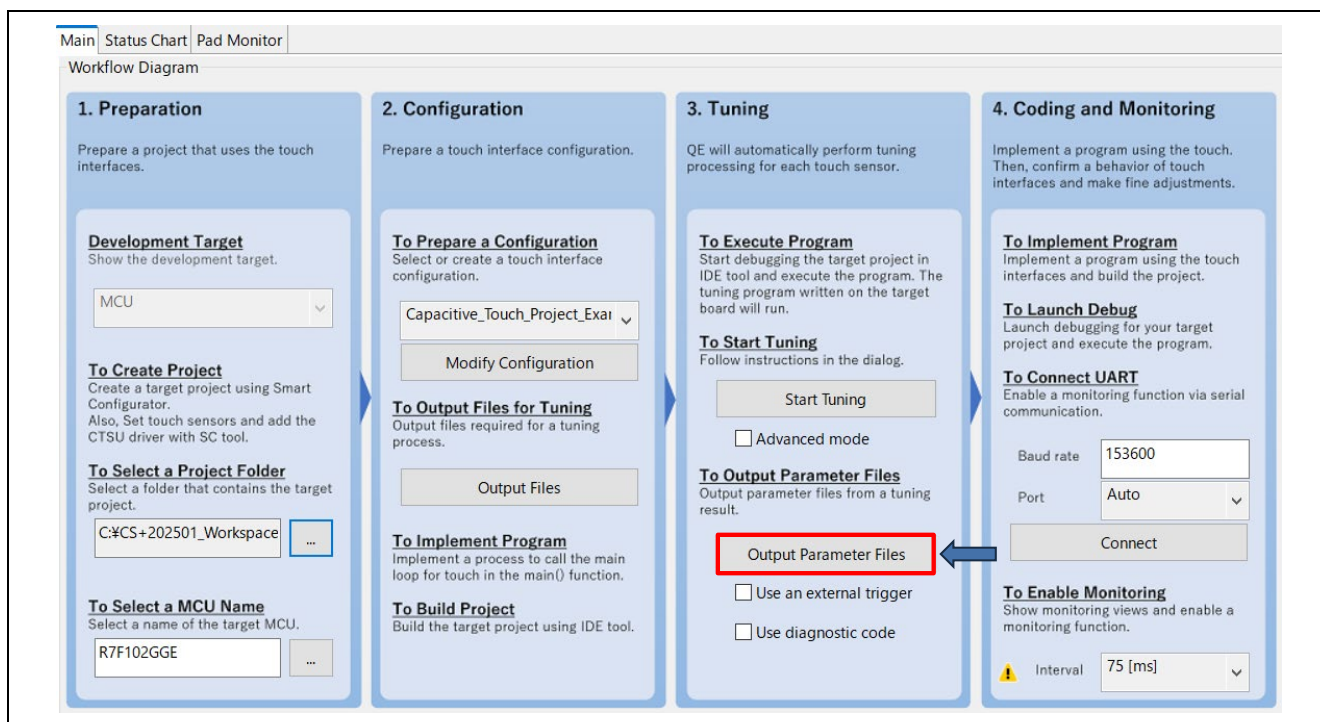 Main
Status Chart
Pad Monitor
Workflow Diagram
1. Preparation
Prepare a project that uses the touch
interfaces.
Development Target
Show the development target.
MCU
To Create Project
Create a target project using Smart
Configurator.
Also, Set touch sensors and add the
CTSU driver with SC tool.
To Select a Project Folder
Select a folder that contains the target
project.
C:¥CS+202501_Workspace
...
To Select a MCU Name
Select a name of the target MCU.
R7F102GGE
...
2. Configuration
Prepare a touch interface configuration.
To Prepare a Configuration
Select or create a touch interface
configuration.
Capacitive_Touch_Project_Exar
Modify Configuration
To Output Files for Tuning
Output files required for a tuning
process.
Output Files
To Implement Program
Implement a process to call the main
loop for touch in the main() function.
To Build Project
Build the target project using IDE tool.
3. Tuning
QE will automatically perform tuning
processing for each touch sensor.
To Execute Program
Start debugging the target project in
IDE tool and execute the program. The
tuning program written on the target
board will run.
To Start Tuning
Follow instructions in the dialog.
Start Tuning
Advanced mode
To Output Parameter Files
Output parameter files from a tuning
result.
Output Parameter Files
Use an external trigger
Use diagnostic code
4. Coding and Monitoring
Implement a program using the touch.
Then, confirm a behavior of touch
interfaces and make fine adjustments.
To Implement Program
Implement a program using the touch
interfaces and build the project.
To Launch Debug
Launch debugging for your target
project and execute the program.
To Connect UART
Enable a monitoring function via serial
communication.
Baud rate
153600
Port
Auto
Connect
To Enable Monitoring
Show monitoring views and enable a
monitoring function.
Interval
75 [ms]